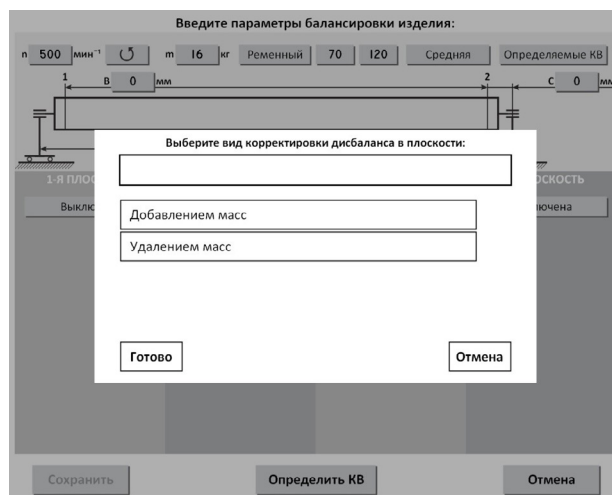 Введите параметры балансировки изделия:
n 500 мин⁻¹ m 16 кг Ременный 70 120 Средняя Определяемые КВ
1 B 0 мм 2 C 0 мм
Выберите вид корректировки дисбаланса в плоскости:
1-Я ПЛОС ОСКОСТЬ
Выклю ючена
Добавлением масс
Удалением масс
Готово Отмена
Сохранить Определить КВ Отмена